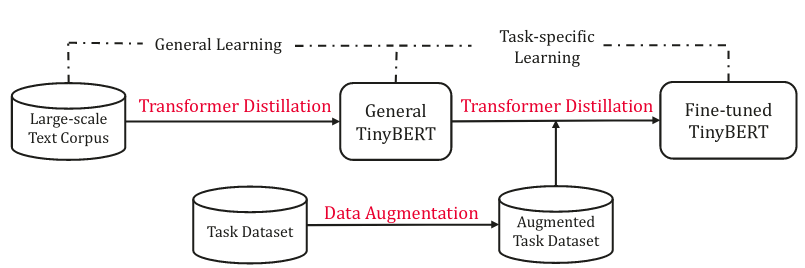 General Learning
Task-specific
Learning
Large-scale
Text Corpus
Transformer Distillation
General
TinyBERT
Transformer Distillation
Fine-tuned
TinyBERT
Task Dataset
Data Augmentation
Augmented
Task Dataset